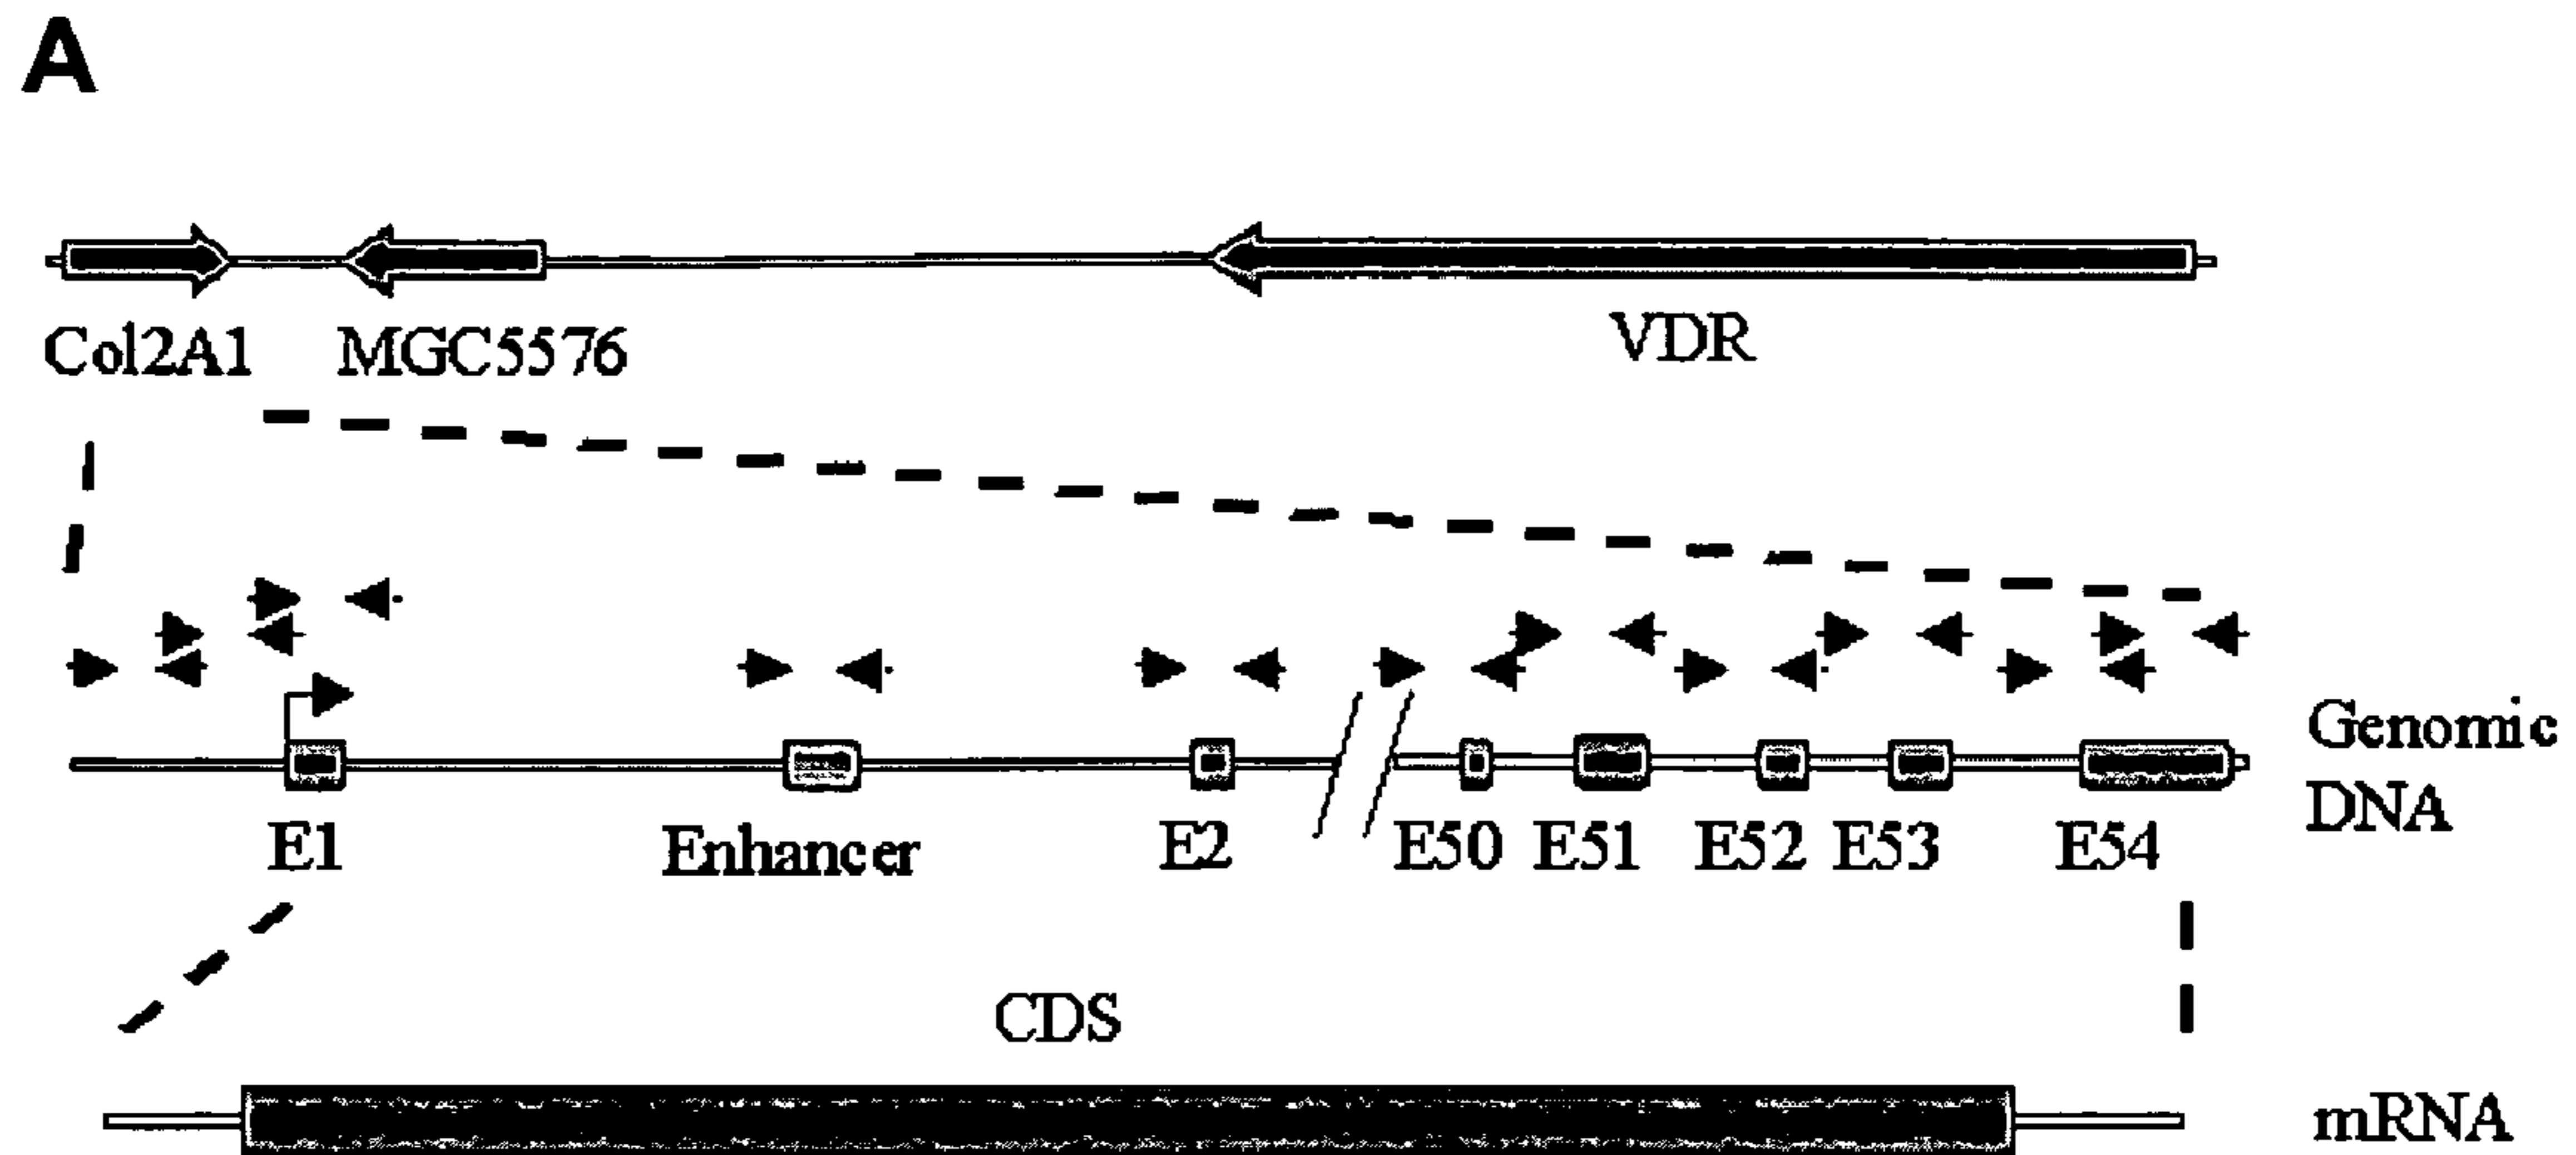 A
Col2A1 MGC5576 VDR
Genomic
DNA
E1 Enhancer E2 E50 E51 E52 E53 E54
CDS
mRNA